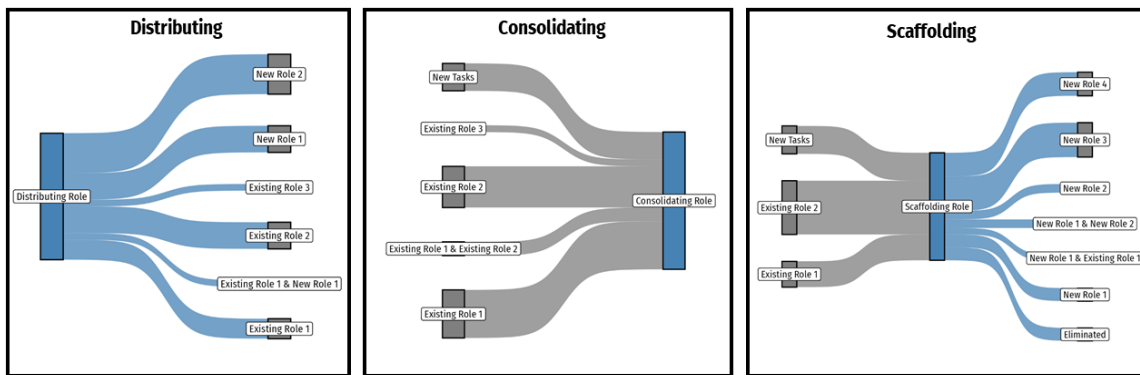 Distributing
New Role 2
New Role 1
Existing Role 3
Distributing Role
Existing Role 2
Existing Role 1 & New Role 1
Existing Role 1
Consolidating
New Tasks
Existing Role 3
Existing Role 2
Consolidating Role
Existing Role 1 & Existing Role 2
Existing Role 1
Scaffolding
New Role 4
New Tasks
New Role 3
New Role 2
Existing Role 2
Scaffolding Role
New Role 1 & New Role 2
New Role 1 & Existing Role 1
Existing Role 1
New Role 1
Eliminated